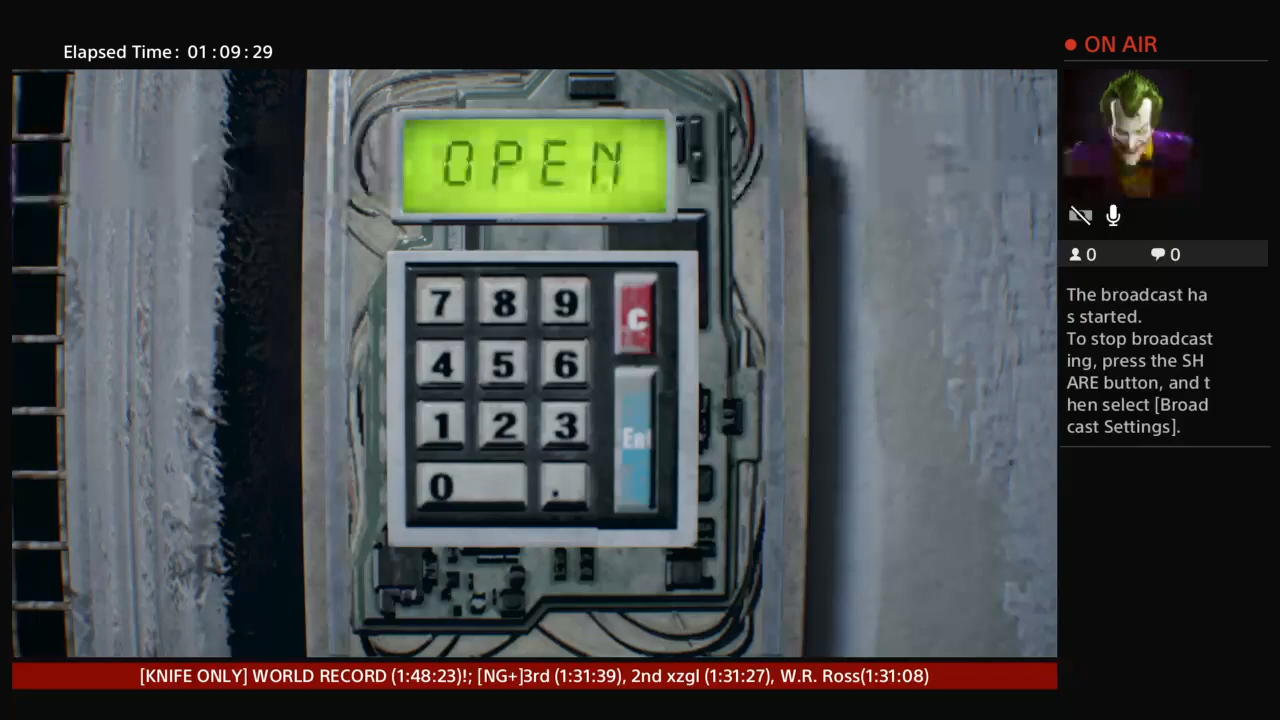 Elapsed Time: 01:09:29
ON AIR
OPEN
7 8 9 C
4 5 6
1 2 3
0 .
0 0
The broadcast ha
s started.
To stop broadcast
ing, press the SH
ARE button, and t
hen select [Broad
cast Settings].
[KNIFE ONLY] WORLD RECORD (1:48:23)!; [NG+]3rd (1:31:39), 2nd xzgl (1:31:27), W.R. Ross(1:31:08)